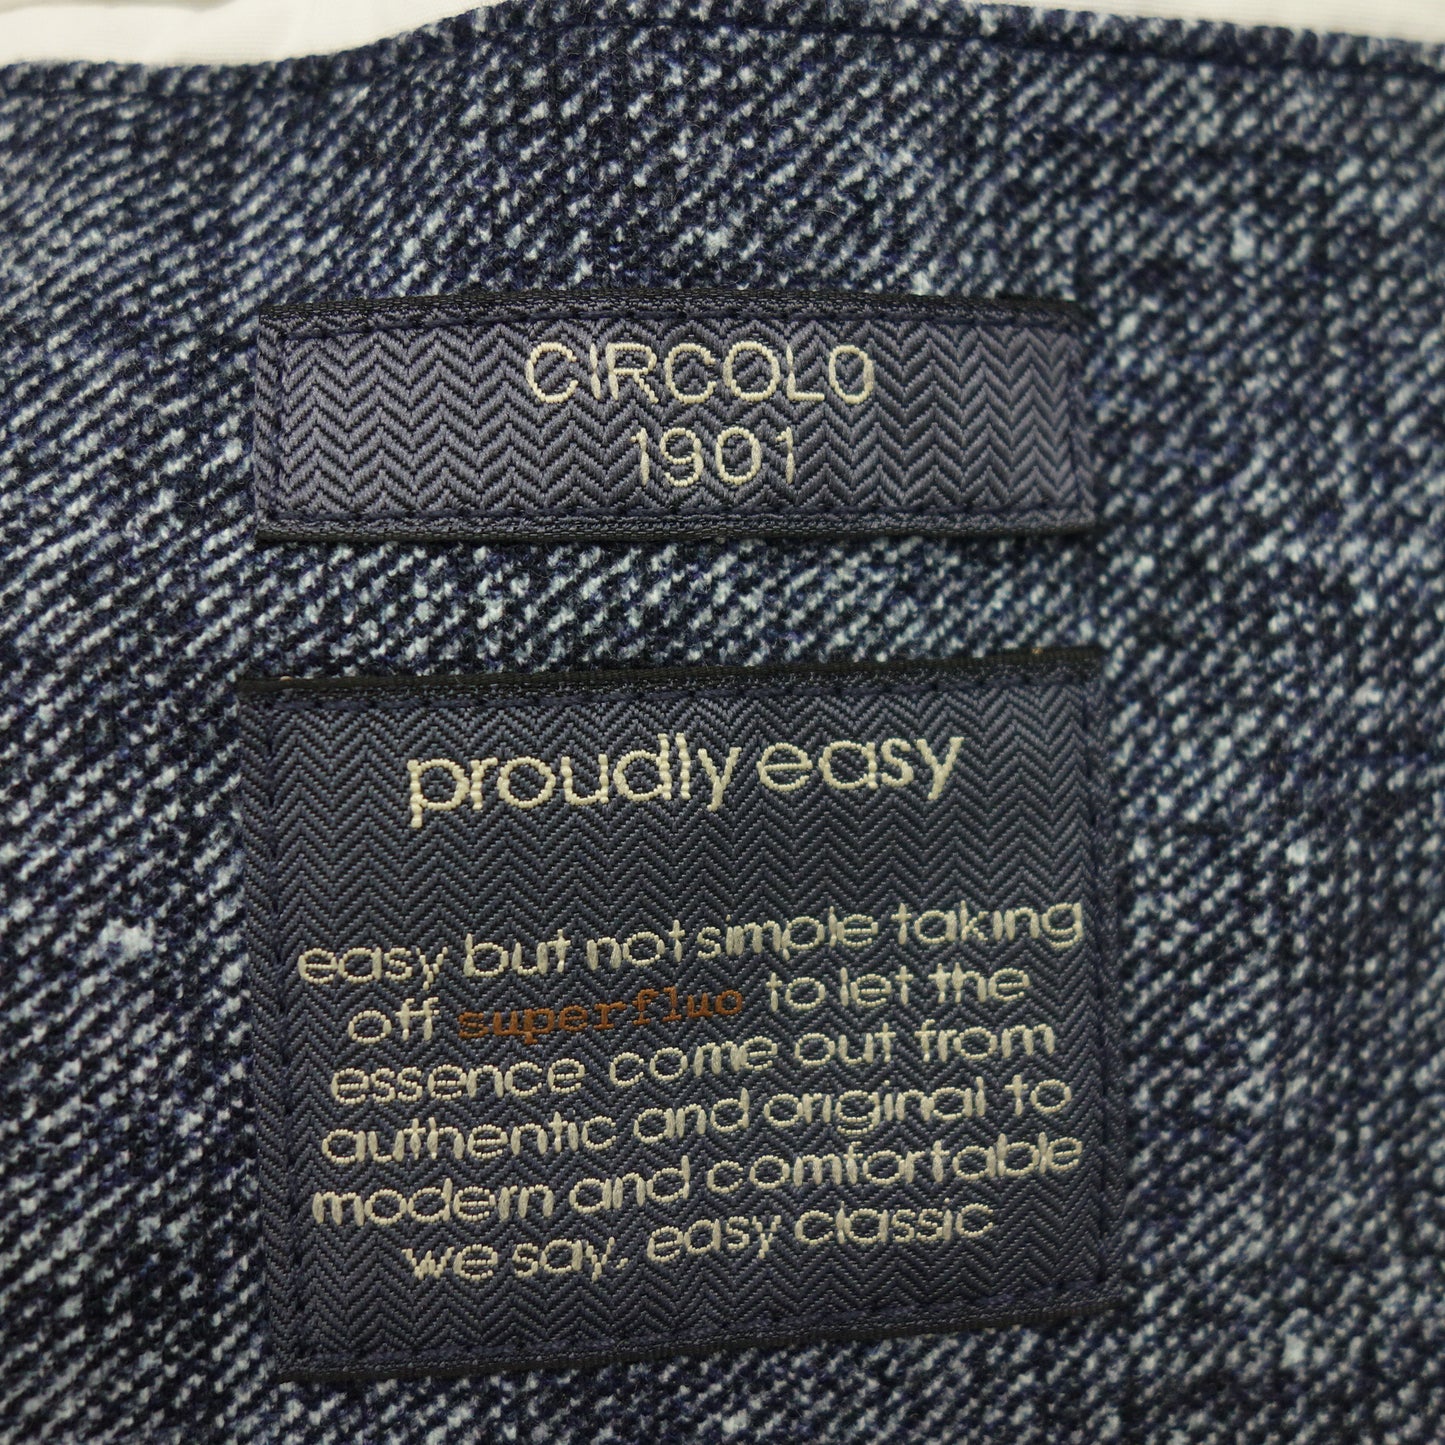 CIRCOLO
1901
proudly easy
easy but not simple taking
off superfluo to let the
essence come out from
authentic and original to
modern and comfortable
we say, easy classic